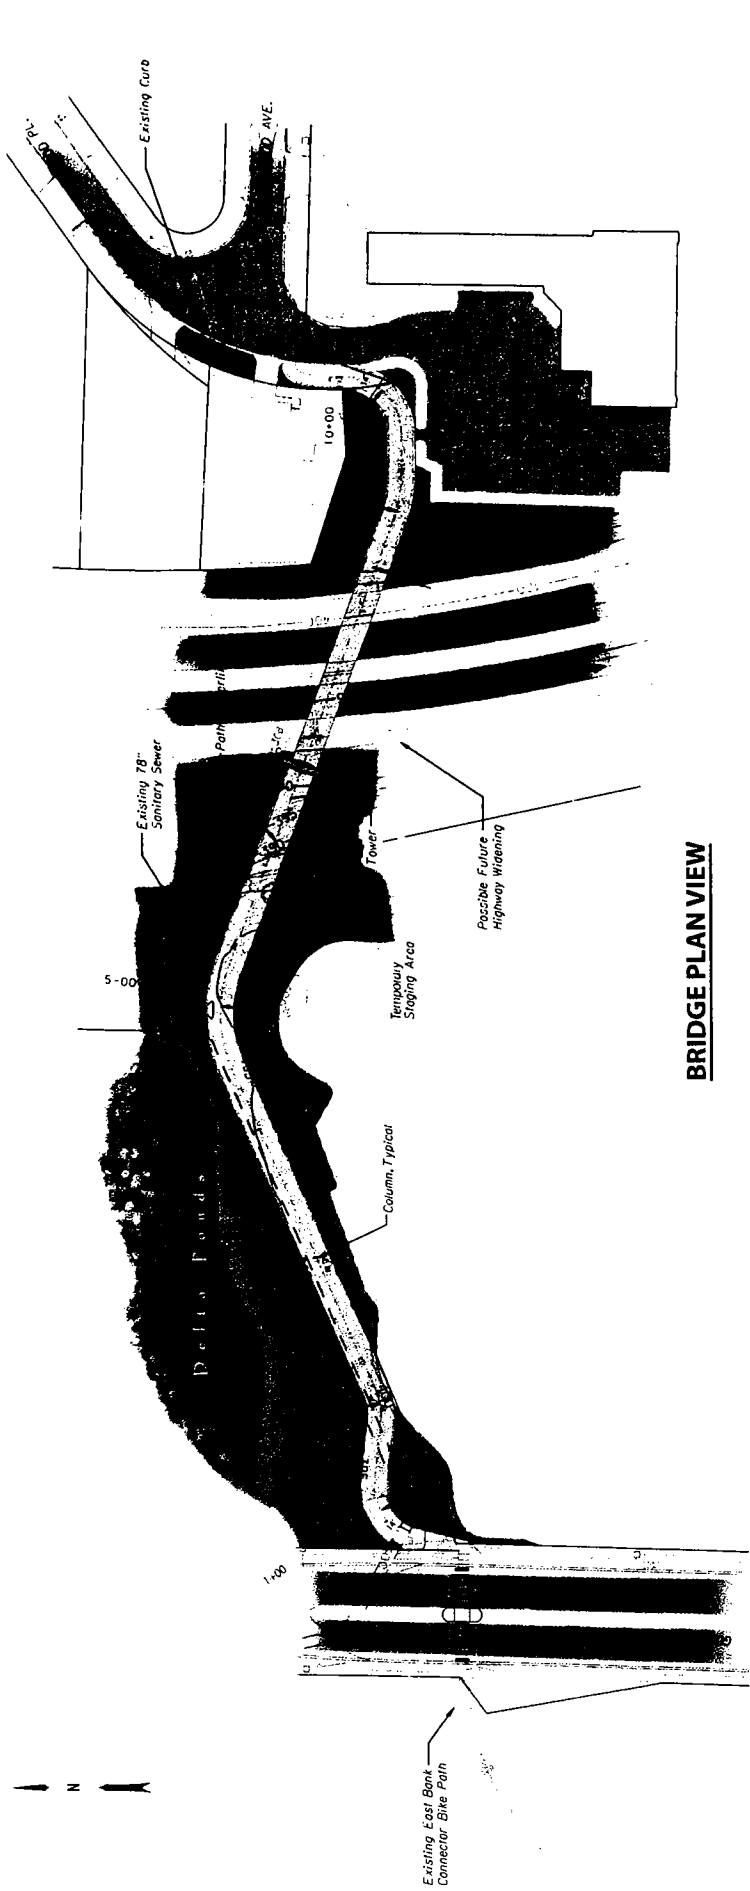 Existing Curb
AVE.
10+00
Existing 78"
Sanitary Sewer
Path
Tower
Possible Future
Highway Widening
5+00
Temporary
Staging Area
Column, Typical
Delta Ponds
1+00
Existing East Bank
Connector Bike Path
N
BRIDGE PLAN VIEW